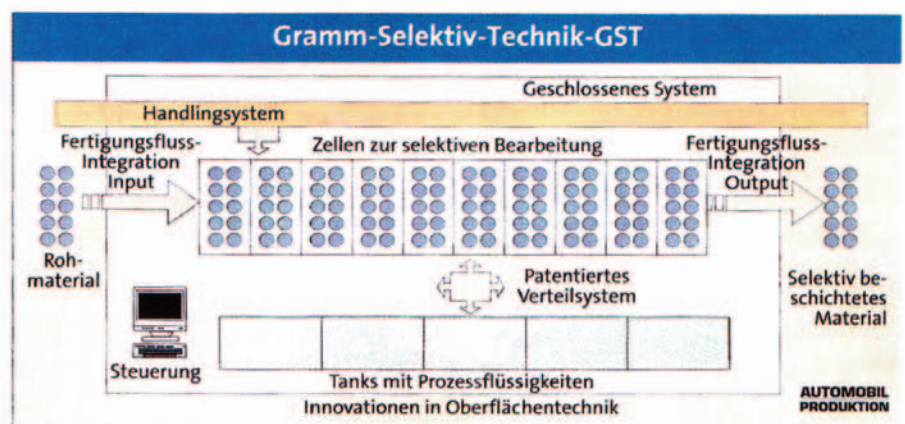 Gramm-Selektiv-Technik-GST
Geschlossenes System
Handlingsystem
Fertigungsfluss-
Integration
Input
Zellen zur selektiven Bearbeitung
Fertigungsfluss-
Integration
Output
Roh-
material
Patentiertes
Verteilsystem
Selektiv be-
schichtetes
Material
Steuerung
Tanks mit Prozessflüssigkeiten
Innovationen in Oberflächentechnik
AUTOMOBIL
PRODUKTION